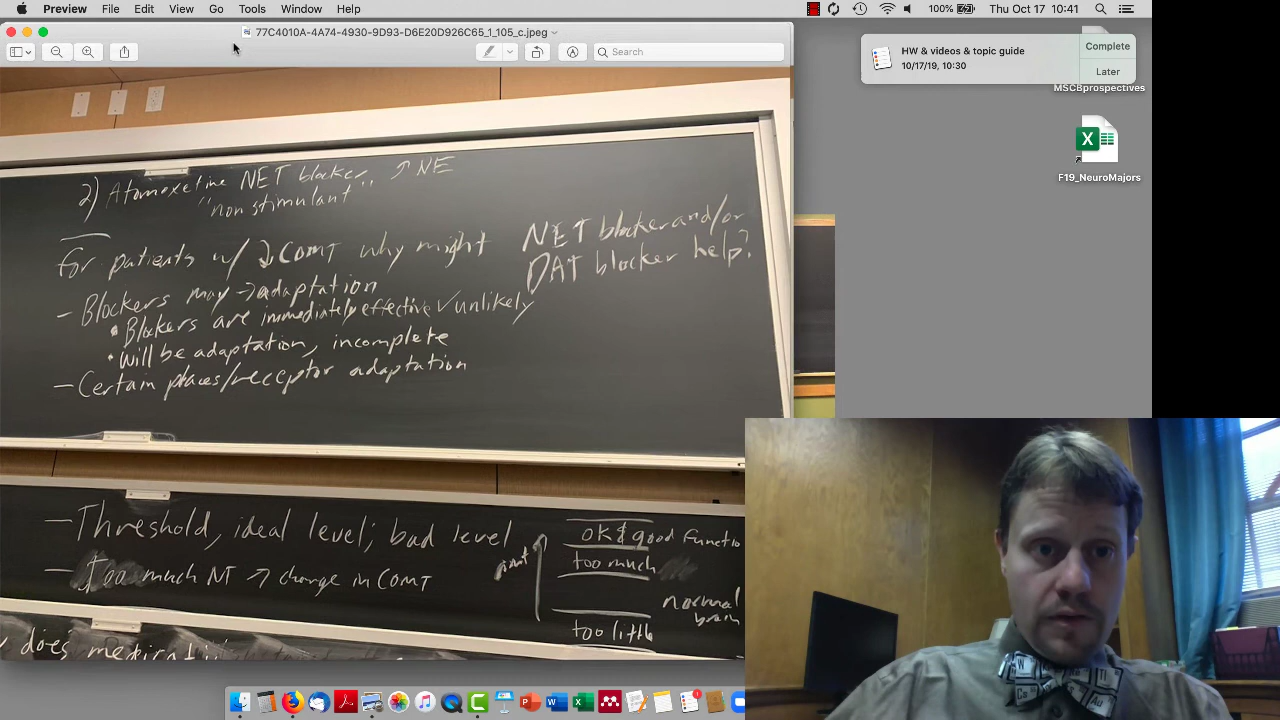 Preview File Edit View Go Tools Window Help 100% Thu Oct 17 10:41
77C4010A-4A74-4930-9DB3-D6E20D926C65_1_105_c.jpeg
Search
HW & videos & topic guide
10/17/19, 10:30
Complete
Later
MSCBprospectives
F19_NeuroMajors
2) Atomoxetine NET blocker ↑ NE
"non stimulant"
For patients w/ ↓COMT why might
NET blocker and/or
DAT blocker help?
- Blockers may → adaptation
• Blockers are immediately effective ✓ unlikely
• Will be adaptation, incomplete
- Certain places/receptor adaptation
- Threshold, ideal level; bad level
- Too much NT → change in COMT
ok & good functio
too much
normal
brain
too little
does